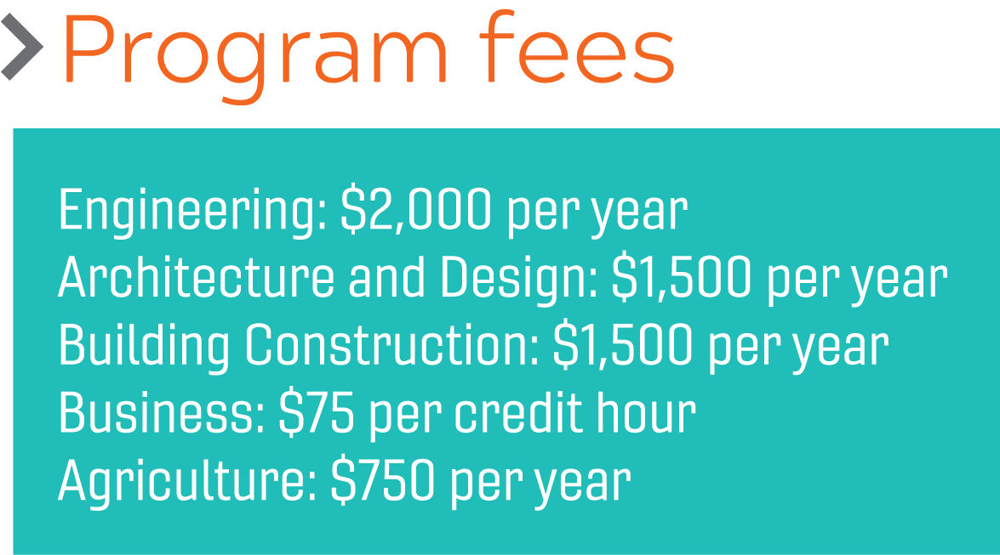 Program fees
Engineering: $2,000 per year
Architecture and Design: $1,500 per year
Building Construction: $1,500 per year
Business: $75 per credit hour
Agriculture: $750 per year